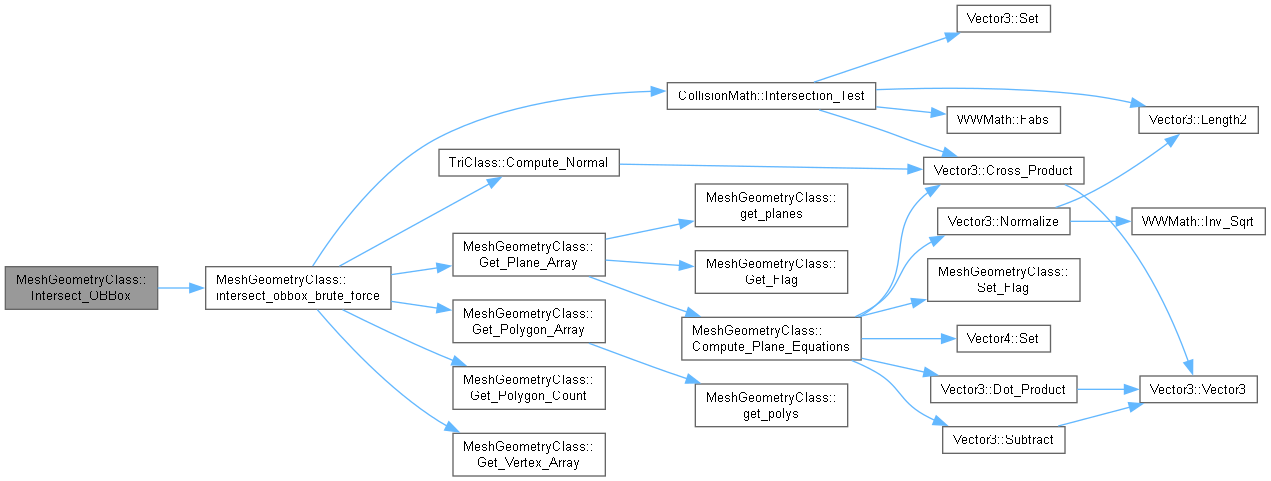 Vector3::Set
CollisionMath::Intersection_Test
WWMath::Fabs
Vector3::Length2
TriClass::Compute_Normal
Vector3::Cross_Product
MeshGeometryClass::
get_planes
Vector3::Normalize
WWMath::Inv_Sqrt
MeshGeometryClass::
Get_Plane_Array
MeshGeometryClass::
Get_Flag
MeshGeometryClass::
Set_Flag
MeshGeometryClass::
Intersect_OBBox
MeshGeometryClass::
intersect_obbox_brute_force
MeshGeometryClass::
Get_Polygon_Array
MeshGeometryClass::
Compute_Plane_Equations
Vector4::Set
MeshGeometryClass::
Get_Polygon_Count
MeshGeometryClass::
get_polys
Vector3::Dot_Product
Vector3::Vector3
MeshGeometryClass::
Get_Vertex_Array
Vector3::Subtract